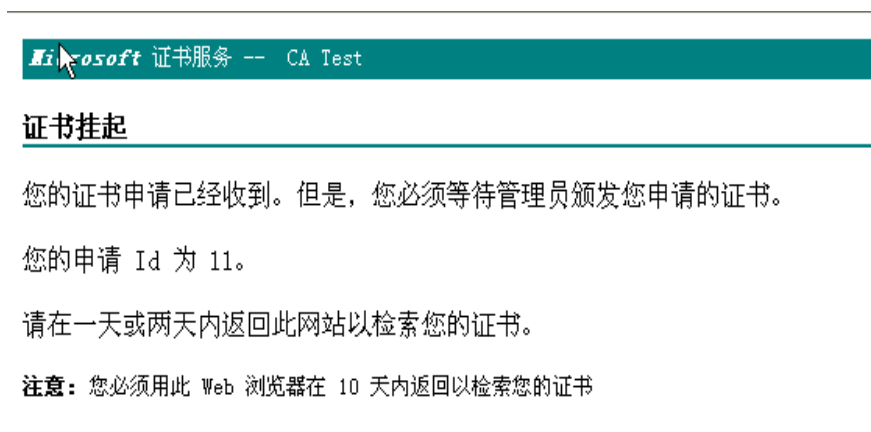 Microsoft 证书服务 -- CA Test
证书挂起
您的证书申请已经收到。但是，您必须等待管理员颁发您申请的证书。
您的申请 Id 为 11。
请在一天或两天内返回此网站以检索您的证书。
注意：您必须用此 Web 浏览器在 10 天内返回以检索您的证书